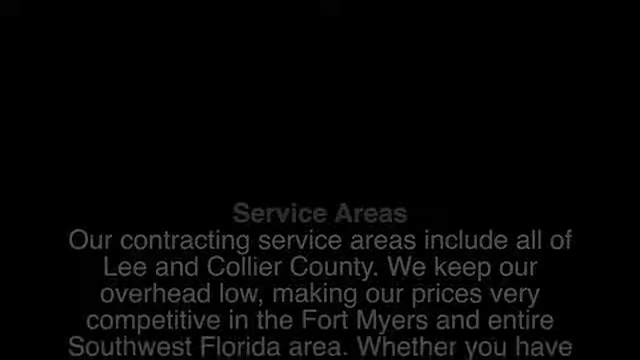 Service Areas
Our contracting service areas include all of
Lee and Collier County. We keep our
overhead low, making our prices very
competitive in the Fort Myers and entire
Southwest Florida area. Whether you have